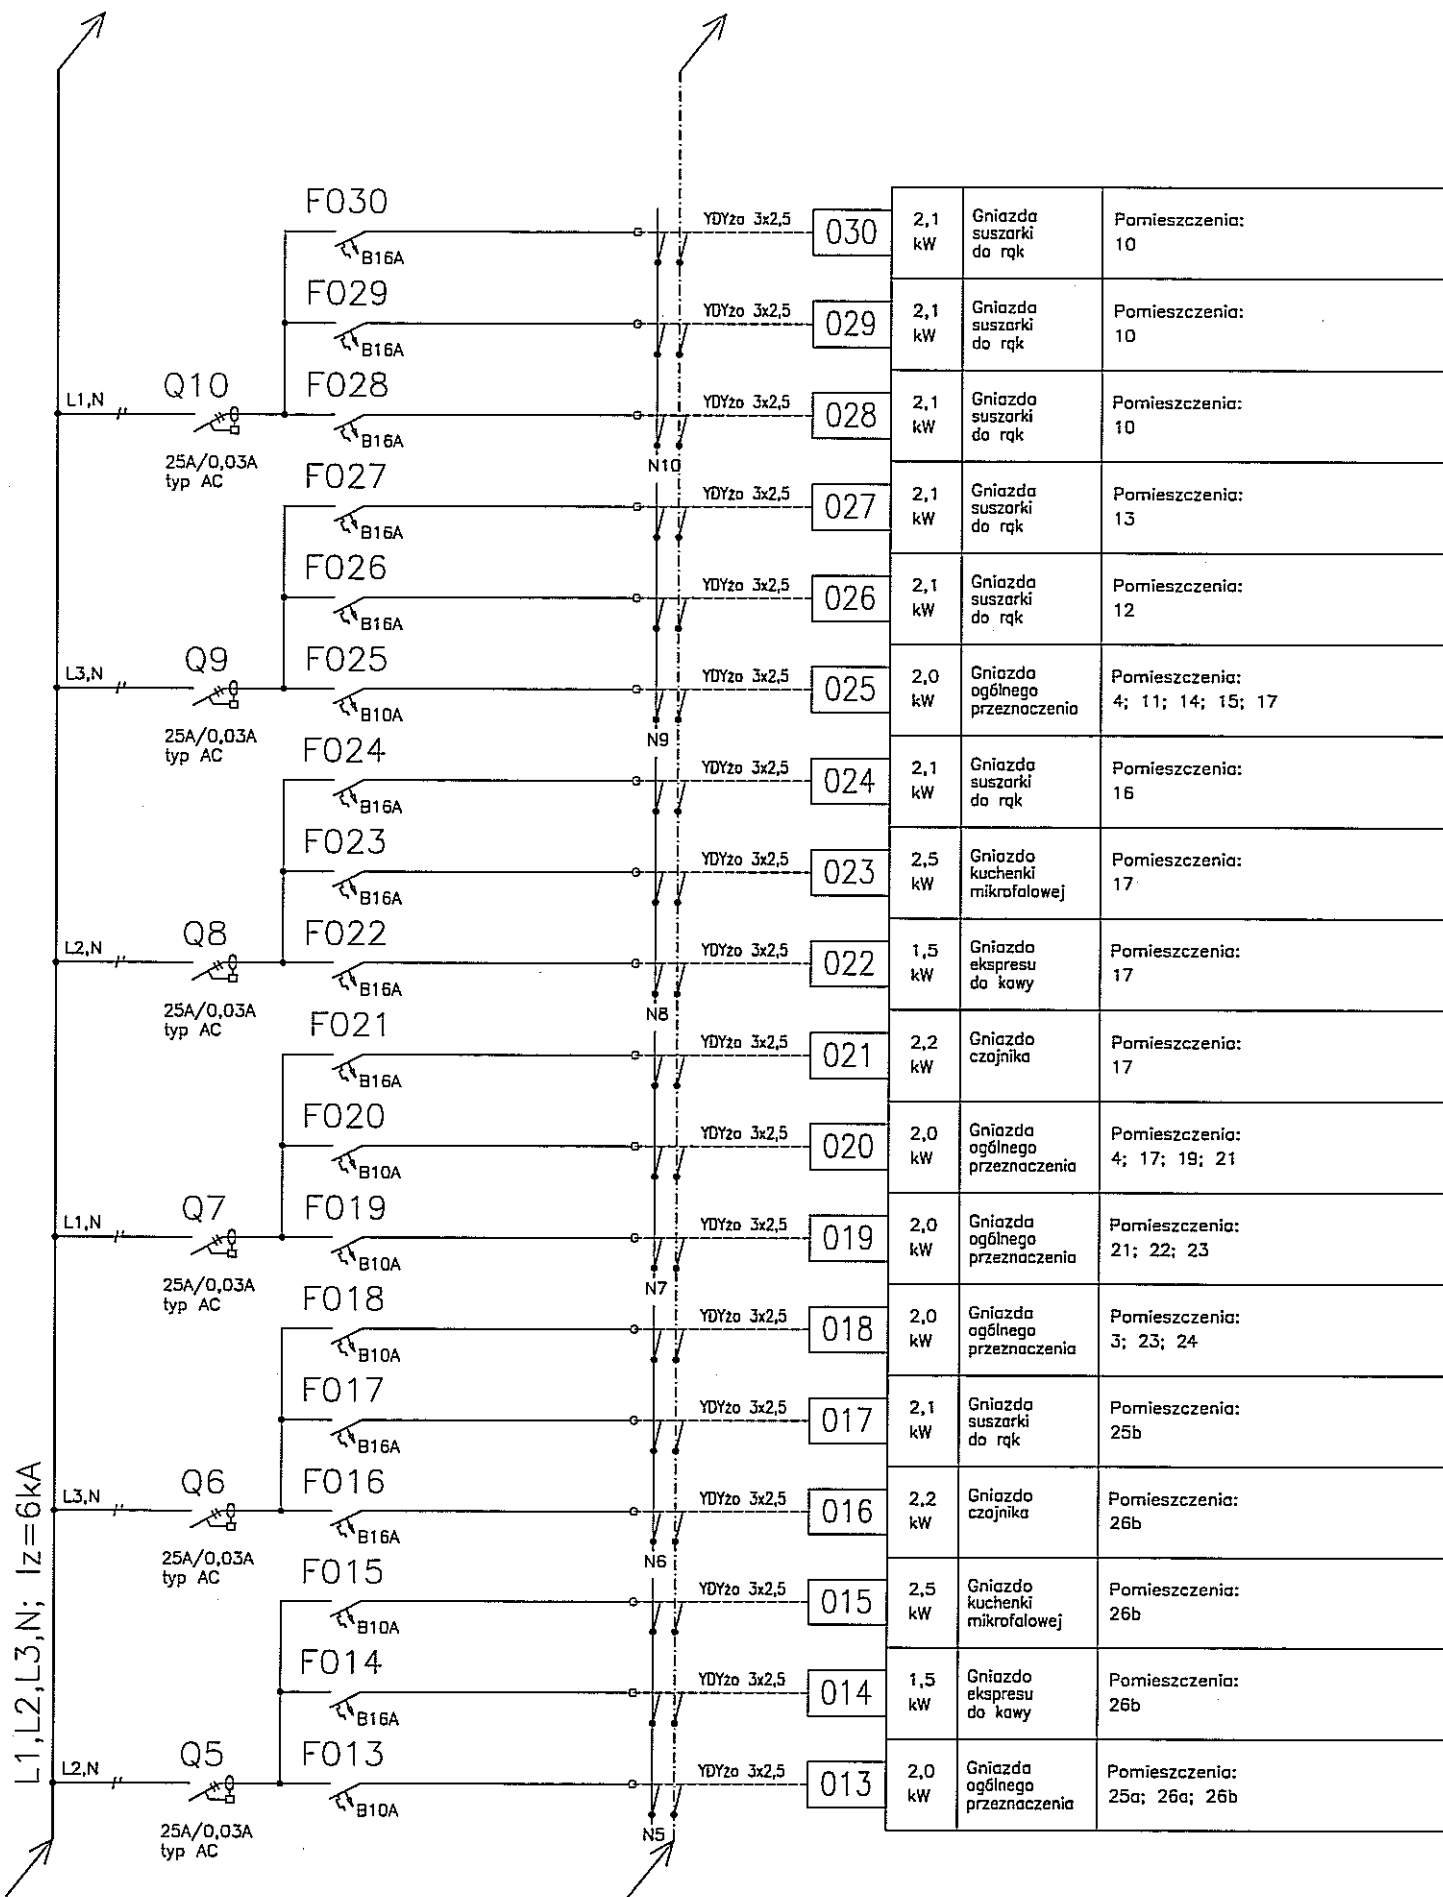 F030
B16A
YDYżo 3x2,5
030
2,1
kW
Gniazda
suszarki
do rąk
Pomieszczenia:
10
F029
B16A
YDYżo 3x2,5
029
2,1
kW
Gniazda
suszarki
do rąk
Pomieszczenia:
10
L1,N
Q10
25A/0,03A
typ AC
F028
B16A
N10
YDYżo 3x2,5
028
2,1
kW
Gniazda
suszarki
do rąk
Pomieszczenia:
10
F027
B16A
YDYżo 3x2,5
027
2,1
kW
Gniazda
suszarki
do rąk
Pomieszczenia:
13
F026
B16A
YDYżo 3x2,5
026
2,1
kW
Gniazda
suszarki
do rąk
Pomieszczenia:
12
L3,N
Q9
25A/0,03A
typ AC
F025
B10A
N9
YDYżo 3x2,5
025
2,0
kW
Gniazda
ogólnego
przeznaczenia
Pomieszczenia:
4; 11; 14; 15; 17
F024
B16A
YDYżo 3x2,5
024
2,1
kW
Gniazda
suszarki
do rąk
Pomieszczenia:
16
F023
B16A
YDYżo 3x2,5
023
2,5
kW
Gniazdo
kuchenki
mikrofalowej
Pomieszczenia:
17
L2,N
Q8
25A/0,03A
typ AC
F022
B16A
N8
YDYżo 3x2,5
022
1,5
kW
Gniazdo
ekspresu
do kawy
Pomieszczenia:
17
F021
B16A
YDYżo 3x2,5
021
2,2
kW
Gniazdo
czajnika
Pomieszczenia:
17
F020
B10A
YDYżo 3x2,5
020
2,0
kW
Gniazda
ogólnego
przeznaczenia
Pomieszczenia:
4; 17; 19; 21
L1,N
Q7
25A/0,03A
typ AC
F019
B10A
N7
YDYżo 3x2,5
019
2,0
kW
Gniazda
ogólnego
przeznaczenia
Pomieszczenia:
21; 22; 23
F018
B10A
YDYżo 3x2,5
018
2,0
kW
Gniazda
ogólnego
przeznaczenia
Pomieszczenia:
3; 23; 24
F017
B16A
YDYżo 3x2,5
017
2,1
kW
Gniazda
suszarki
do rąk
Pomieszczenia:
25b
L3,N
Q6
25A/0,03A
typ AC
F016
B16A
N6
YDYżo 3x2,5
016
2,2
kW
Gniazdo
czajnika
Pomieszczenia:
26b
F015
B10A
YDYżo 3x2,5
015
2,5
kW
Gniazdo
kuchenki
mikrofalowej
Pomieszczenia:
26b
F014
B16A
YDYżo 3x2,5
014
1,5
kW
Gniazdo
ekspresu
do kawy
Pomieszczenia:
26b
L2,N
Q5
25A/0,03A
typ AC
F013
B10A
N5
YDYżo 3x2,5
013
2,0
kW
Gniazda
ogólnego
przeznaczenia
Pomieszczenia:
25a; 26a; 26b
L1,L2,L3,N; Iz=6kA